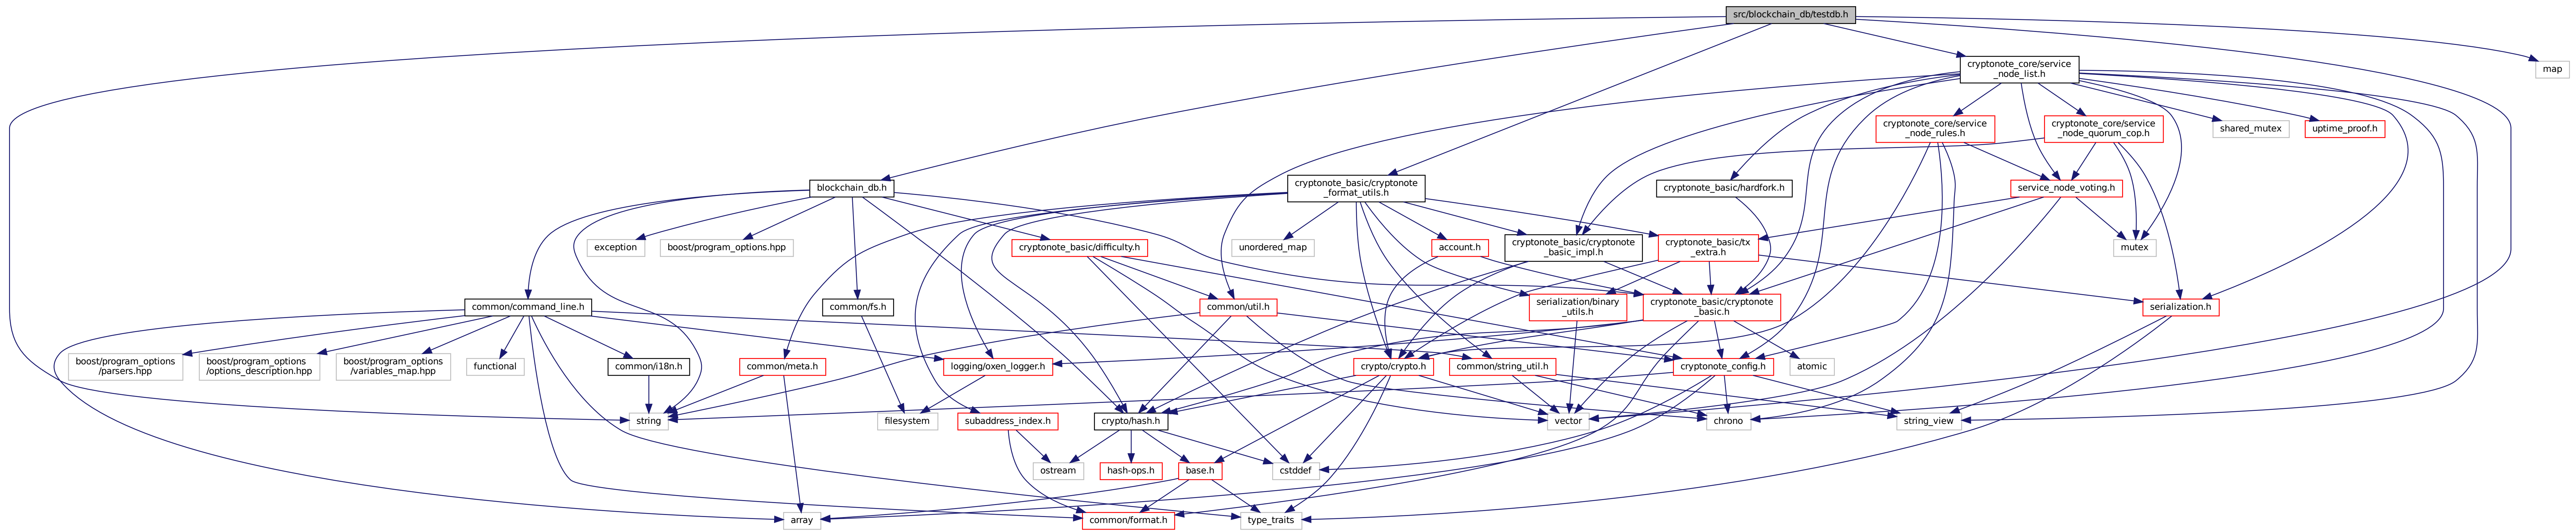 src/blockchain_db/testdb.h
cryptonote_core/service
_node_list.h
map
cryptonote_core/service
_node_rules.h
cryptonote_core/service
_node_quorum_cop.h
shared_mutex
uptime_proof.h
blockchain_db.h
cryptonote_basic/cryptonote
_format_utils.h
cryptonote_basic/hardfork.h
service_node_voting.h
exception
boost/program_options.hpp
cryptonote_basic/difficulty.h
unordered_map
account.h
cryptonote_basic/cryptonote
_basic_impl.h
cryptonote_basic/tx
_extra.h
mutex
common/command_line.h
common/fs.h
common/util.h
serialization/binary
_utils.h
cryptonote_basic/cryptonote
_basic.h
serialization.h
boost/program_options
/parsers.hpp
boost/program_options
/options_description.hpp
boost/program_options
/variables_map.hpp
functional
common/i18n.h
common/meta.h
logging/oxen_logger.h
crypto/crypto.h
common/string_util.h
cryptonote_config.h
atomic
string
filesystem
subaddress_index.h
crypto/hash.h
vector
chrono
string_view
ostream
hash-ops.h
base.h
cstddef
array
common/format.h
type_traits